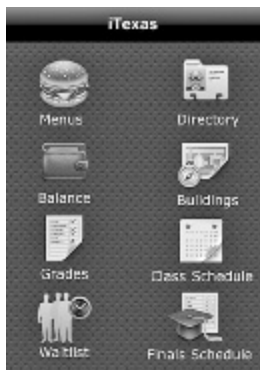 iTexas
Menus Directory
Balance Buildings
Grades Class Schedule
Waitlist Finals Schedule